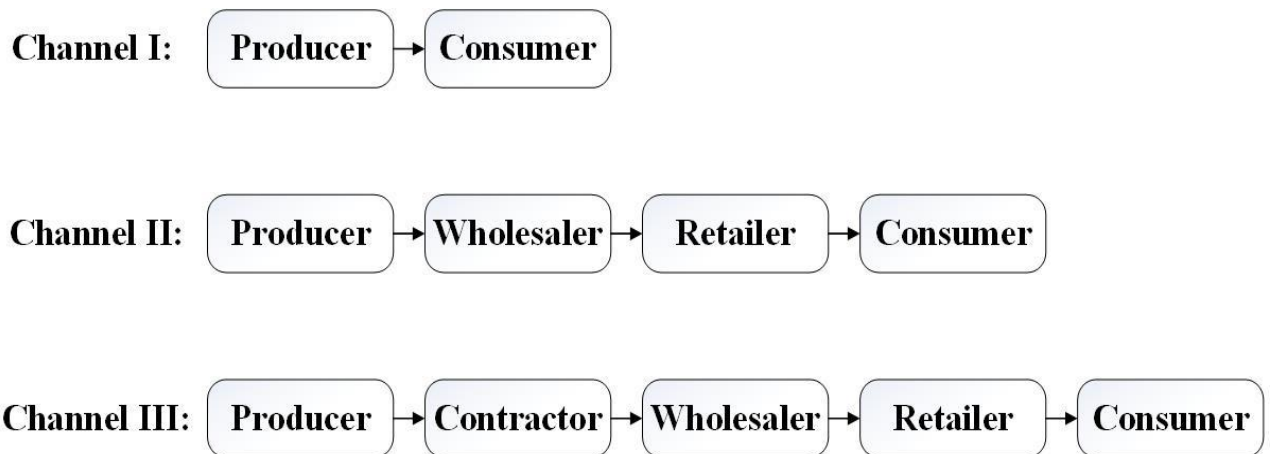 Channel I: Producer Consumer
Channel II: Producer Wholesaler Retailer Consumer
Channel III: Producer Contractor Wholesaler Retailer Consumer